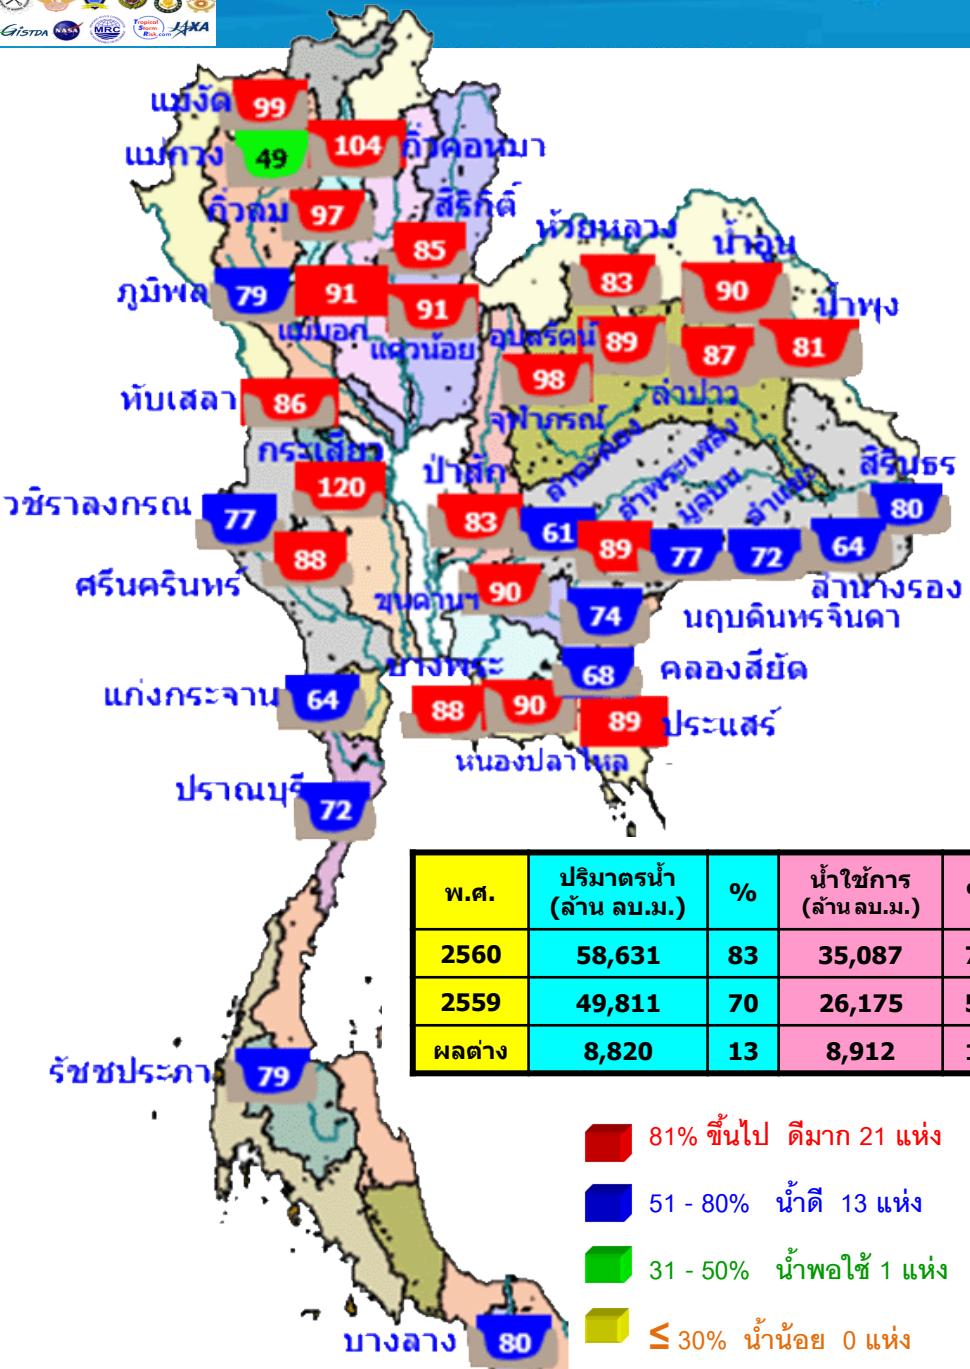 GISTDA NASA MRC Tropical Storm Risk.com JAXA
แม่งัด 99
แม่กวง 49
104 กิ่วคอหมา
กิ่วลม 97
สิริกิติ์
85
ห้วยหลวง
83
น้ำอูน
90
ภูมิพล 79
91
แม่มอก
91
แควน้อย
อุบลรัตน์ 89
87
น้ำพุง
81
98
จุฬาภรณ์
ลำปาว
ทับเสลา 86
กระเสียว
120
ป่าสัก
83
ลำตะคอง
61
ลำพระเพลิง
89
มูลบน
77
ลำแชะ
72
สิรินธร
80
64
ลำนางรอง
วชิราลงกรณ 77
88
ศรีนครินทร์
ขุนด่านฯ 90
74 นฤบดินทรจินดา
บางพระ
88
68 คลองสียัด
90
หนองปลาไหล
89 ประแสร์
แก่งกระจาน 64
ปราณบุรี 72
พ.ศ. ปริมาตรน้ำ (ล้าน ลบ.ม.) % น้ำใช้การ (ล้าน ลบ.ม.)
2560 58,631 83 35,087
2559 49,811 70 26,175
ผลต่าง 8,820 13 8,912
รัชชประภา 79
81% ขึ้นไป ดีมาก 21 แห่ง
51 - 80% น้ำดี 13 แห่ง
31 - 50% น้ำพอใช้ 1 แห่ง
≤ 30% น้ำน้อย 0 แห่ง
บางลาง 80